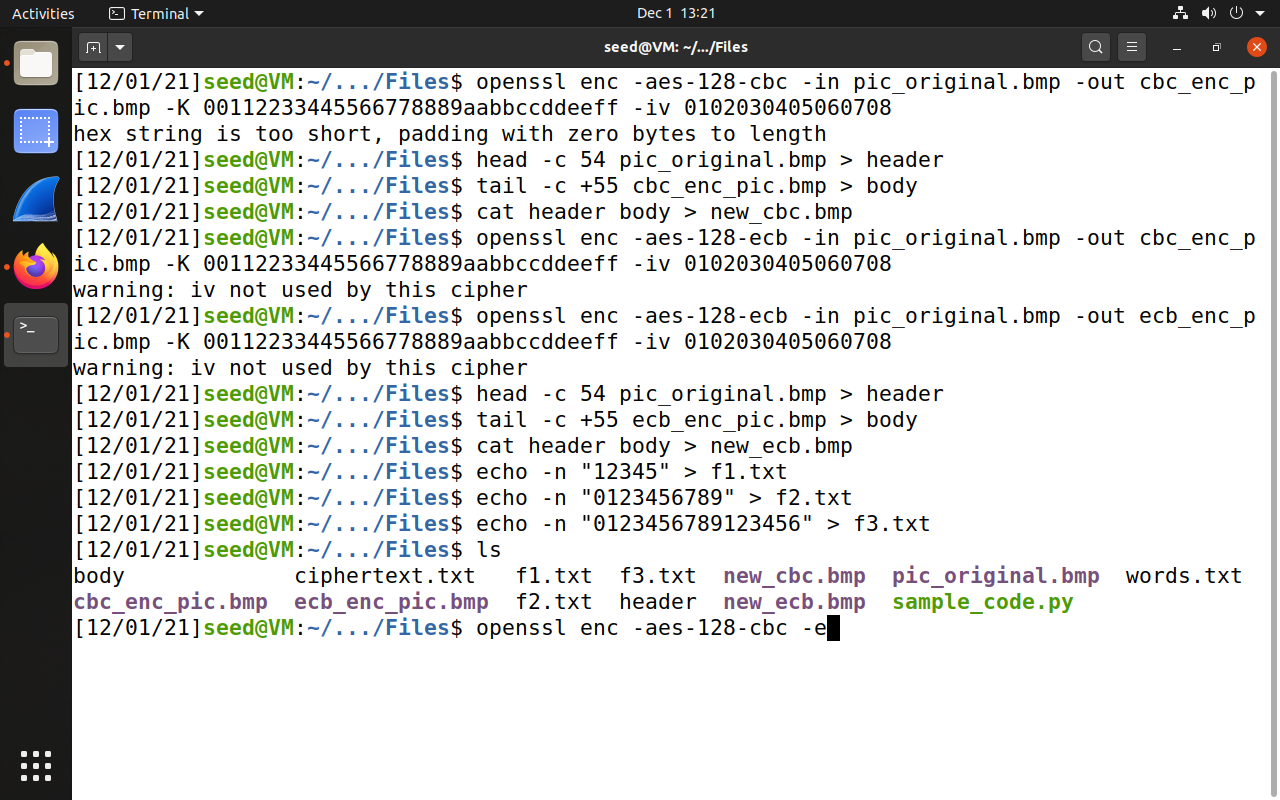 Activities Terminal Dec 1 13:21
seed@VM: ~/.../Files
[12/01/21]seed@VM:~/.../Files$ openssl enc -aes-128-cbc -in pic_original.bmp -out cbc_enc_p
ic.bmp -K 00112233445566778889aabbccddeeff -iv 0102030405060708
hex string is too short, padding with zero bytes to length
[12/01/21]seed@VM:~/.../Files$ head -c 54 pic_original.bmp > header
[12/01/21]seed@VM:~/.../Files$ tail -c +55 cbc_enc_pic.bmp > body
[12/01/21]seed@VM:~/.../Files$ cat header body > new_cbc.bmp
[12/01/21]seed@VM:~/.../Files$ openssl enc -aes-128-ecb -in pic_original.bmp -out cbc_enc_p
ic.bmp -K 00112233445566778889aabbccddeeff -iv 0102030405060708
warning: iv not used by this cipher
[12/01/21]seed@VM:~/.../Files$ openssl enc -aes-128-ecb -in pic_original.bmp -out ecb_enc_p
ic.bmp -K 00112233445566778889aabbccddeeff -iv 0102030405060708
warning: iv not used by this cipher
[12/01/21]seed@VM:~/.../Files$ head -c 54 pic_original.bmp > header
[12/01/21]seed@VM:~/.../Files$ tail -c +55 ecb_enc_pic.bmp > body
[12/01/21]seed@VM:~/.../Files$ cat header body > new_ecb.bmp
[12/01/21]seed@VM:~/.../Files$ echo -n "12345" > f1.txt
[12/01/21]seed@VM:~/.../Files$ echo -n "0123456789" > f2.txt
[12/01/21]seed@VM:~/.../Files$ echo -n "0123456789123456" > f3.txt
[12/01/21]seed@VM:~/.../Files$ ls
body ciphertext.txt f1.txt f3.txt new_cbc.bmp pic_original.bmp words.txt
cbc_enc_pic.bmp ecb_enc_pic.bmp f2.txt header new_ecb.bmp sample_code.py
[12/01/21]seed@VM:~/.../Files$ openssl enc -aes-128-cbc -e